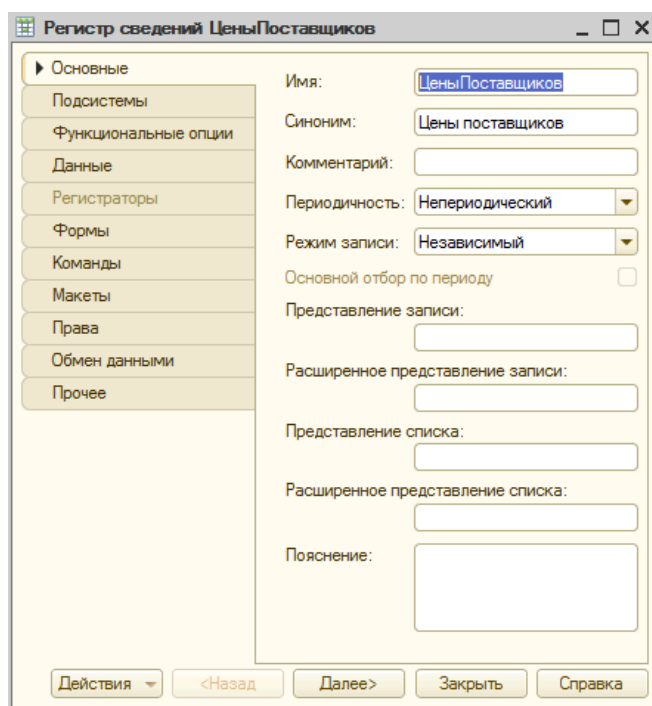 Регистр сведений ЦеныПоставщиков
Основные
Подсистемы
Функциональные опции
Данные
Регистраторы
Формы
Команды
Макеты
Права
Обмен данными
Прочее
Имя: ЦеныПоставщиков
Синоним: Цены поставщиков
Комментарий:
Периодичность: Непериодический
Режим записи: Независимый
Основной отбор по периоду
Представление записи:
Расширенное представление записи:
Представление списка:
Расширенное представление списка:
Пояснение:
Действия <Назад Далее> Закрыть Справка